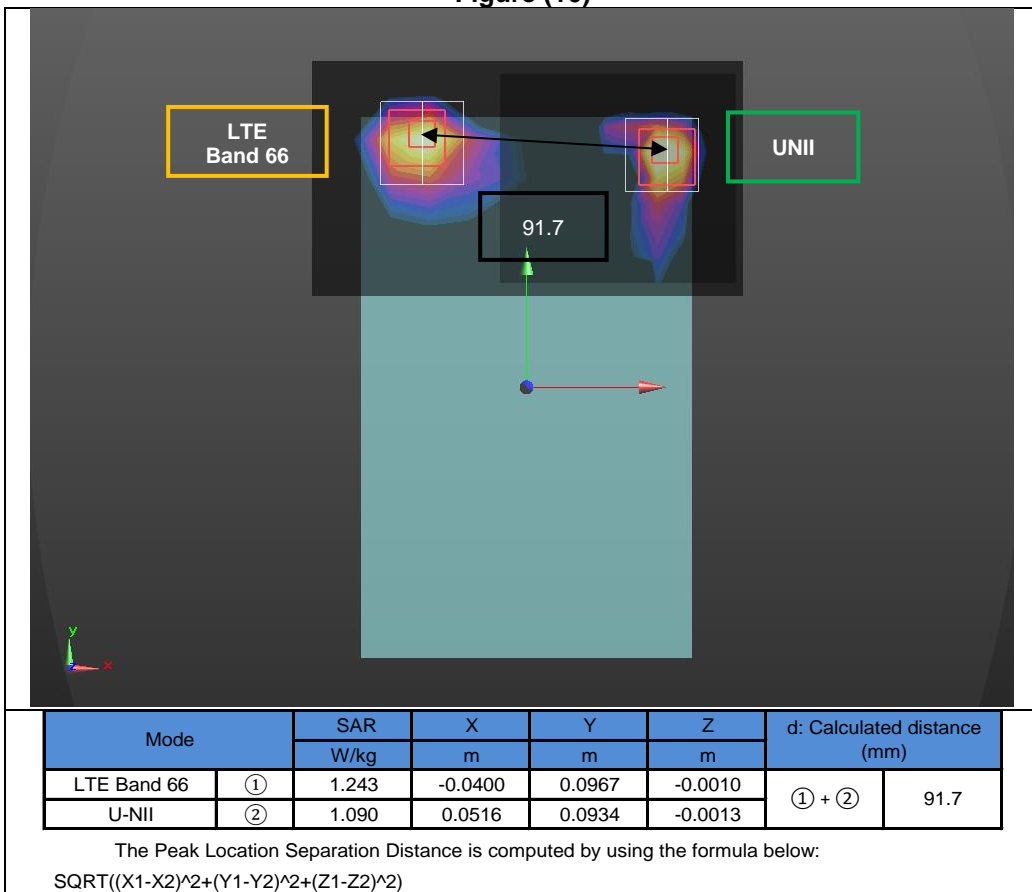 LTE
Band 66
UNII
91.7
y
x
Mode SAR X Y Z d: Calculated distance
(mm)
W/kg m m m
LTE Band 66 ① 1.243 -0.0400 0.0967 -0.0010 ① + ② 91.7
U-NII ② 1.090 0.0516 0.0934 -0.0013
The Peak Location Separation Distance is computed by using the formula below:
SQRT((X1-X2)^2+(Y1-Y2)^2+(Z1-Z2)^2)